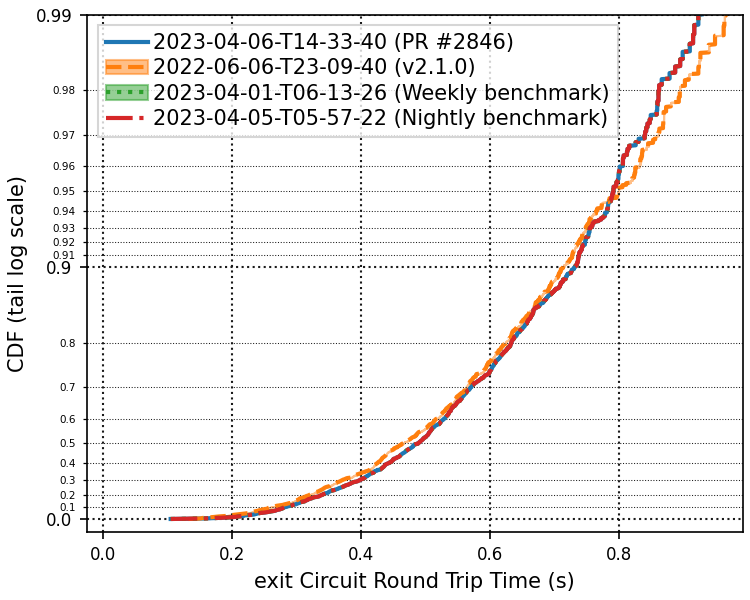 0.99
2023-04-06-T14-33-40 (PR #2846)
2022-06-06-T23-09-40 (v2.1.0)
2023-04-01-T06-13-26 (Weekly benchmark)
2023-04-05-T05-57-22 (Nightly benchmark)
0.98
0.97
0.96
0.95
0.94
0.93
0.92
0.91
0.9
0.8
0.7
0.6
0.5
0.4
0.3
0.2
0.1
0.0
CDF (tail log scale)
0.0 0.2 0.4 0.6 0.8
exit Circuit Round Trip Time (s)